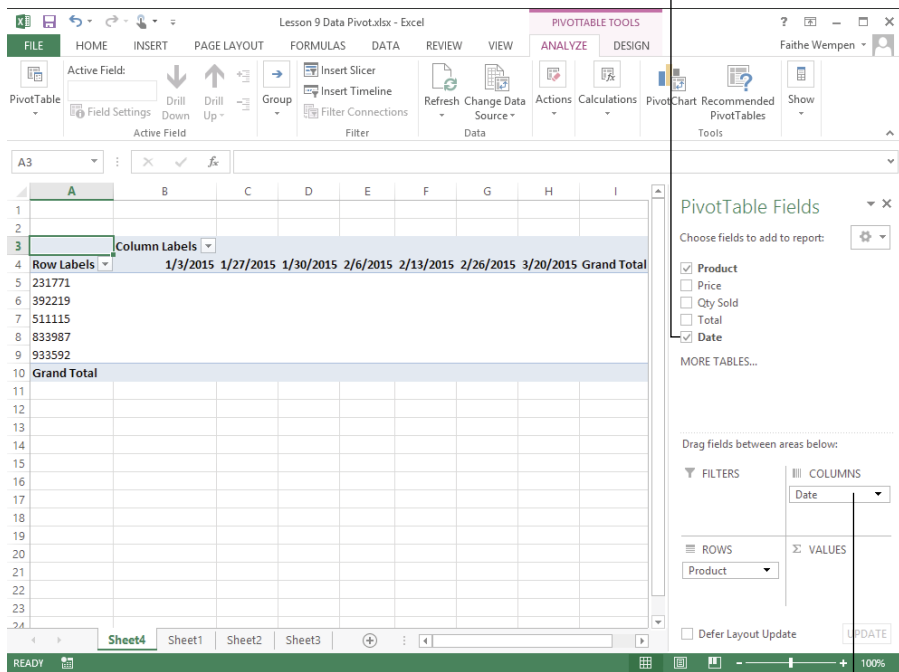 Lesson 9 Data Pivot.xlsx - Excel
PIVOTTABLE TOOLS
?
FILE HOME INSERT PAGE LAYOUT FORMULAS DATA REVIEW VIEW ANALYZE DESIGN Faithe Wempen
Active Field:
PivotTable
Field Settings
Drill Down
Drill Up
Group
Insert Slicer
Insert Timeline
Filter Connections
Refresh
Change Data Source
Actions
Calculations
PivotChart
Recommended PivotTables
Show
Active Field
Filter
Data
Tools
A3
fx
A B C D E F G H I
1
2
3 Column Labels
4 Row Labels 1/3/2015 1/27/2015 1/30/2015 2/6/2015 2/13/2015 2/26/2015 3/20/2015 Grand Total
5 231771
6 392219
7 511115
8 833987
9 933592
10 Grand Total
11
12
13
14
15
16
17
18
19
20
21
22
23
24
PivotTable Fields
Choose fields to add to report:
Product
Price
Qty Sold
Total
Date
MORE TABLES...
Drag fields between areas below:
FILTERS
COLUMNS
Date
ROWS
Product
Σ VALUES
Defer Layout Update
UPDATE
Sheet4 Sheet1 Sheet2 Sheet3
READY
100%